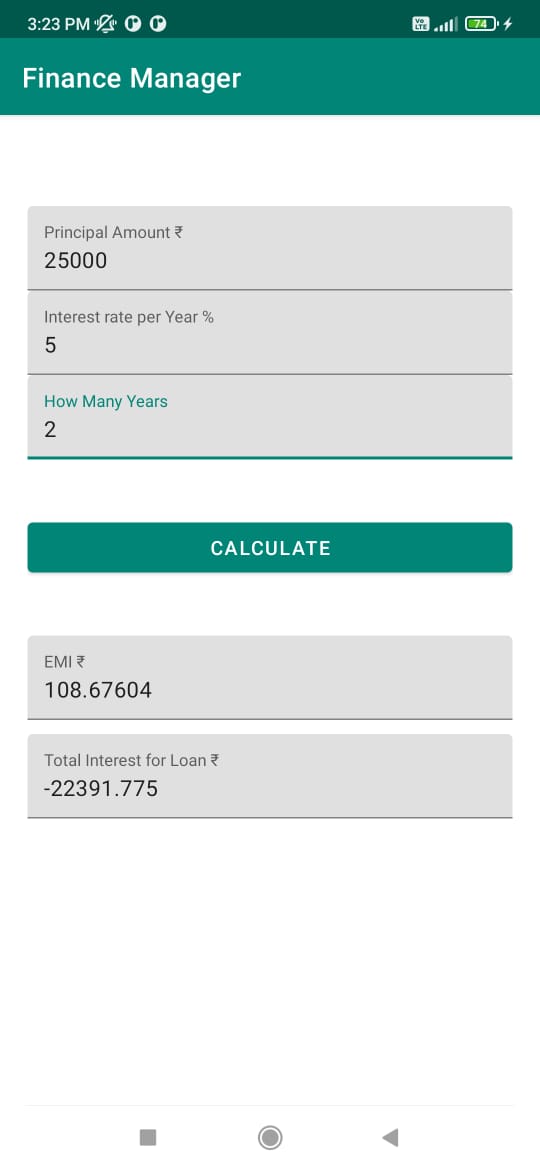 3:23 PM
Vo LTE 74
Finance Manager
Principal Amount ₹
25000
Interest rate per Year %
5
How Many Years
2
CALCULATE
EMI ₹
108.67604
Total Interest for Loan ₹
-22391.775